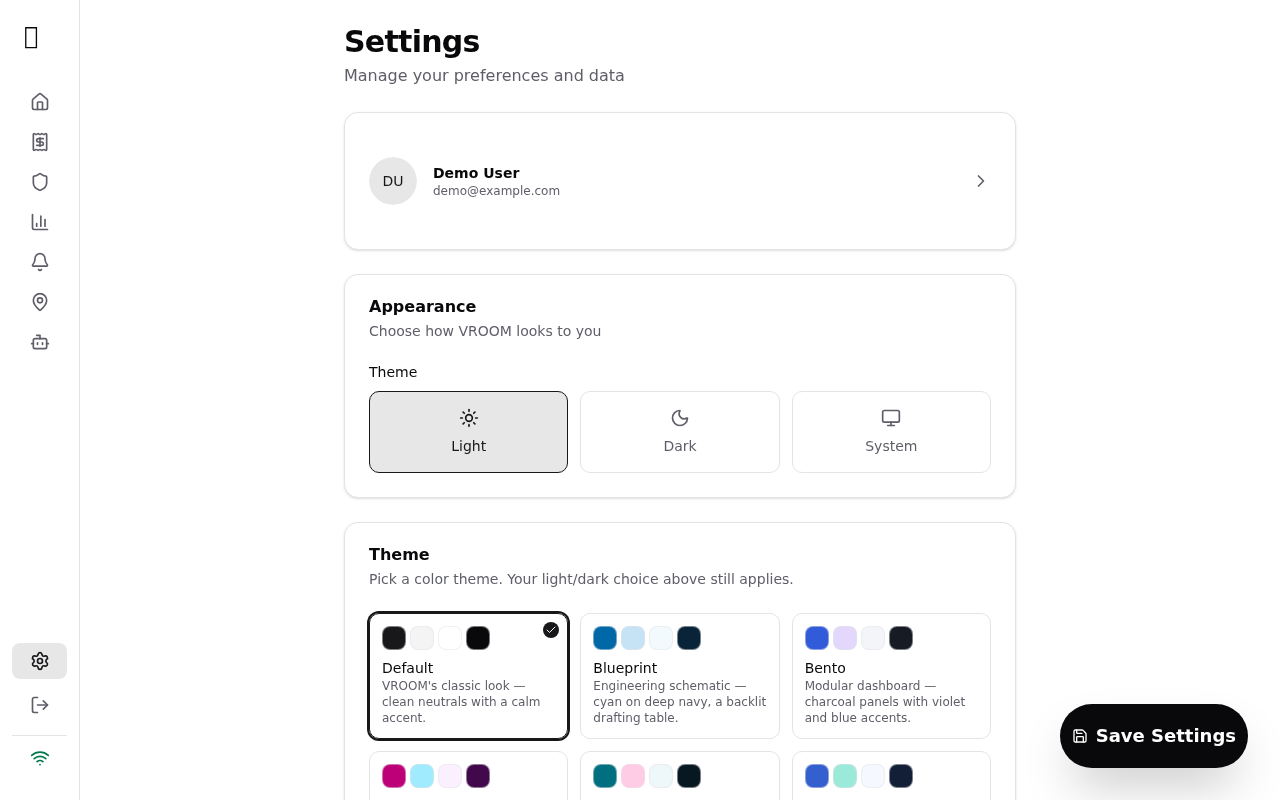 Settings
Manage your preferences and data
DU
Demo User
demo@example.com
Appearance
Choose how VROOM looks to you
Theme
Light
Dark
System
Theme
Pick a color theme. Your light/dark choice above still applies.
Default
VROOM's classic look —
clean neutrals with a calm
accent.
Blueprint
Engineering schematic —
cyan on deep navy, a backlit
drafting table.
Bento
Modular dashboard —
charcoal panels with violet
and blue accents.
Save Settings